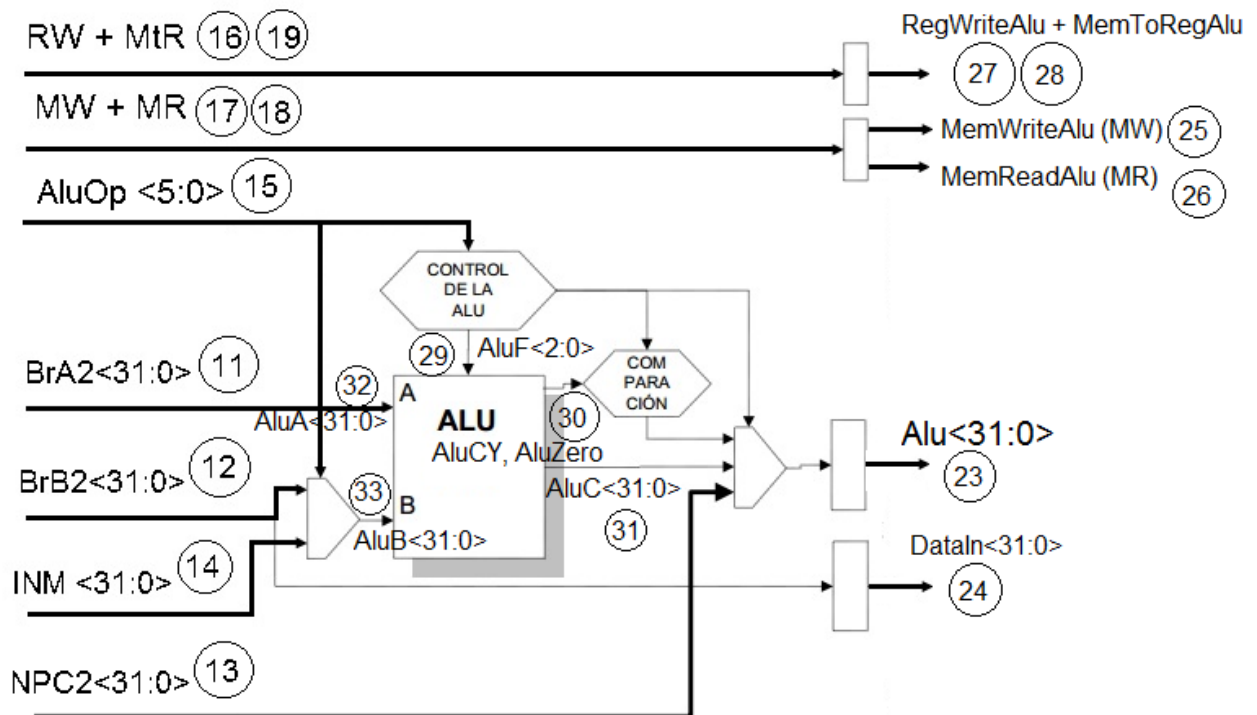 RW + MtR 16 19
RegWriteAlu + MemToRegAlu
27 28
MW + MR 17 18
MemWriteAlu (MW) 25
MemReadAlu (MR)
26
AluOp <5:0> 15
CONTROL
DE LA
ALU
29 AluF<2:0>
BrA2<31:0> 11
32
COM
PARA
CIÓN
A
ALU
30
AluA<31:0>
AluCY, AluZero
Alu<31:0>
23
BrB2<31:0> 12
33
AluC<31:0>
31
B
AluB<31:0>
DataIn<31:0>
24
INM <31:0> 14
NPC2<31:0> 13